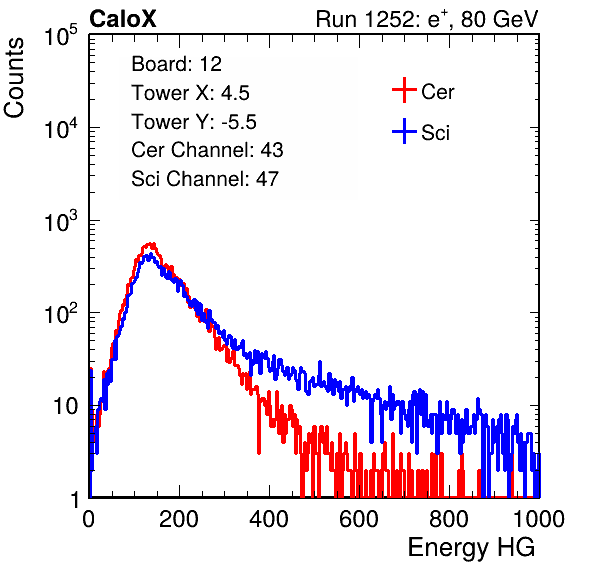 CaloX Run 1252: e⁺, 80 GeV
Counts
Board: 12
Tower X: 4.5
Tower Y: -5.5
Cer Channel: 43
Sci Channel: 47
Cer
Sci
10⁵
10⁴
10³
10²
10
1
0 200 400 600 800 1000
Energy HG